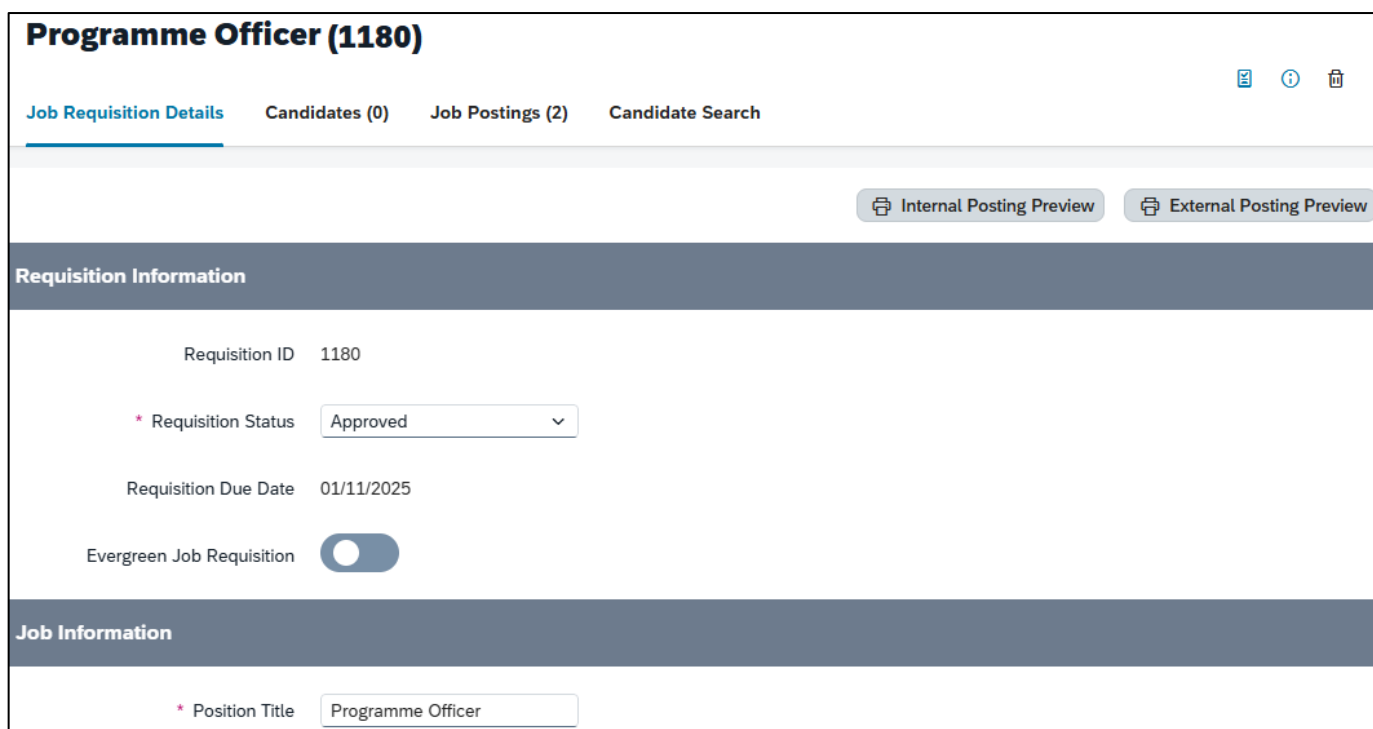 Programme Officer (1180)
Job Requisition Details Candidates (0) Job Postings (2) Candidate Search
Internal Posting Preview External Posting Preview
Requisition Information
Requisition ID 1180
* Requisition Status Approved
Requisition Due Date 01/11/2025
Evergreen Job Requisition
Job Information
* Position Title Programme Officer